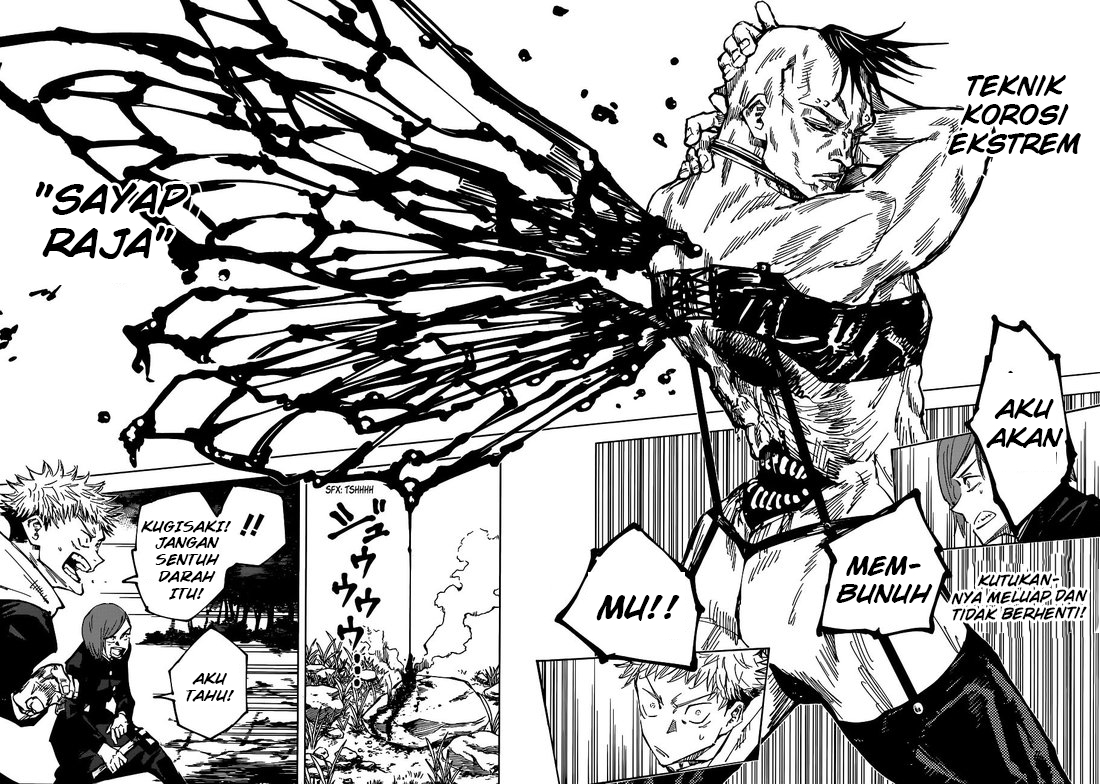 TEKNIK
KOROSI
EKSTREM
"SAYAP
RAJA"
AKU
AKAN
MEM-
BUNUH
MU!!
KUTUKAN-
NYA MELUAP DAN
TIDAK BERHENTI!
SFX: TSHHHH
ジュウウウウ…
KUGISAKI!
JANGAN
SENTUH
DARAH
ITU!
!!
AKU
TAHU!